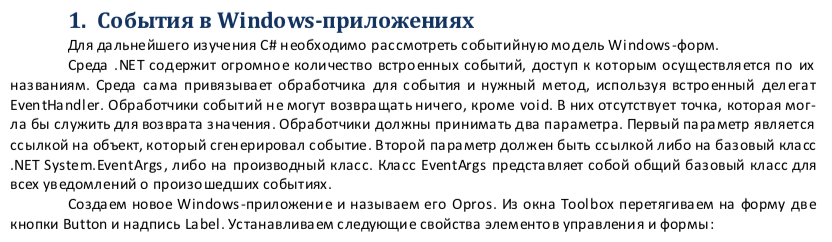 1. События в Windows-приложениях
Для дальнейшего изучения C# необходимо рассмотреть событийную модель Windows-форм.
Среда .NET содержит огромное количество встроенных событий, доступ к которым осуществляется по их
названиям. Среда сама привязывает обработчика для события и нужный метод, используя встроенный делегат
EventHandler. Обработчики событий не могут возвращать ничего, кроме void. В них отсутствует точка, которая мог-
ла бы служить для возврата значения. Обработчики должны принимать два параметра. Первый параметр является
ссылкой на объект, который сгенерировал событие. Второй параметр должен быть ссылкой либо на базовый класс
.NET System.EventArgs, либо на производный класс. Класс EventArgs представляет собой общий базовый класс для
всех уведомлений о произошедших событиях.
Создаем новое Windows-приложение и называем его Opros. Из окна Toolbox перетягиваем на форму две
кнопки Button и надпись Label. Устанавливаем следующие свойства элементов управления и формы: